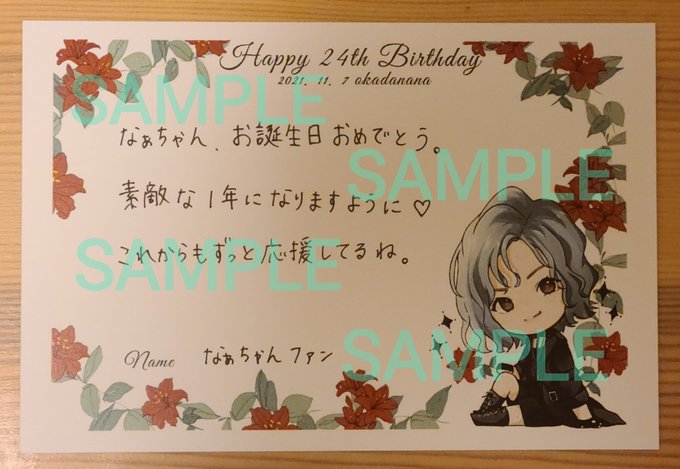 Happy 24th Birthday
2021. 11. 7 okadanana
SAMPLE
なぁちゃん、お誕生日おめでとう。
SAMPLE
素敵な1年になりますように♡
SAMPLE
これからもずっと応援してるね。
SAMPLE
Name なぁちゃんファン